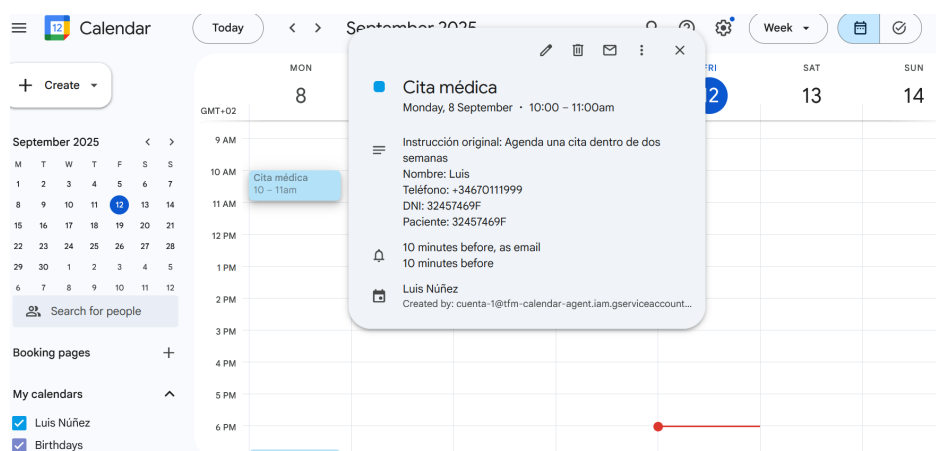 12
Calendar
Today
September 2025
Week
Create
September 2025
M T W T F S S
1 2 3 4 5 6 7
8 9 10 11 12 13 14
15 16 17 18 19 20 21
22 23 24 25 26 27 28
29 30 1 2 3 4 5
6 7 8 9 10 11 12
Search for people
Booking pages
My calendars
Luis Núñez
Birthdays
GMT+02
MON
8
FRI
12
SAT
13
SUN
14
9 AM
10 AM
11 AM
12 PM
1 PM
2 PM
3 PM
4 PM
5 PM
6 PM
Cita médica
10 – 11am
Cita médica
Monday, 8 September · 10:00 – 11:00am
Instrucción original: Agenda una cita dentro de dos
semanas
Nombre: Luis
Teléfono: +34670111999
DNI: 32457469F
Paciente: 32457469F
10 minutes before, as email
10 minutes before
Luis Núñez
Created by: cuenta-1@tfm-calendar-agent.iam.gserviceaccount...